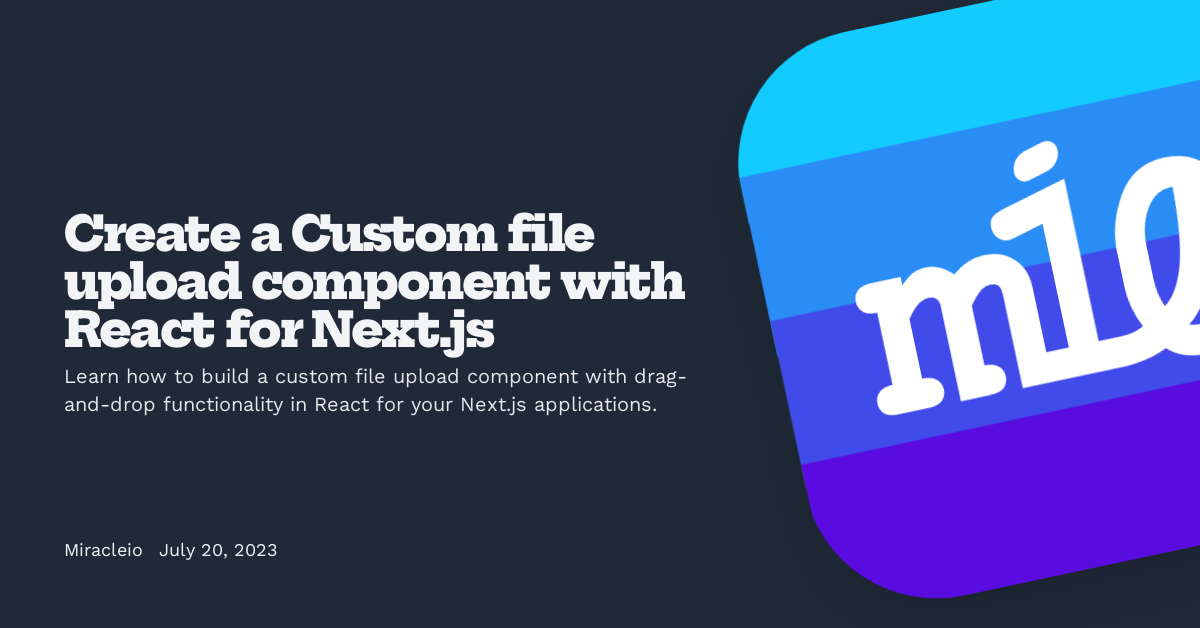 Create a Custom file
upload component with
React for Next.js
Learn how to build a custom file upload component with drag-
and-drop functionality in React for your Next.js applications.
Miracleio July 20, 2023